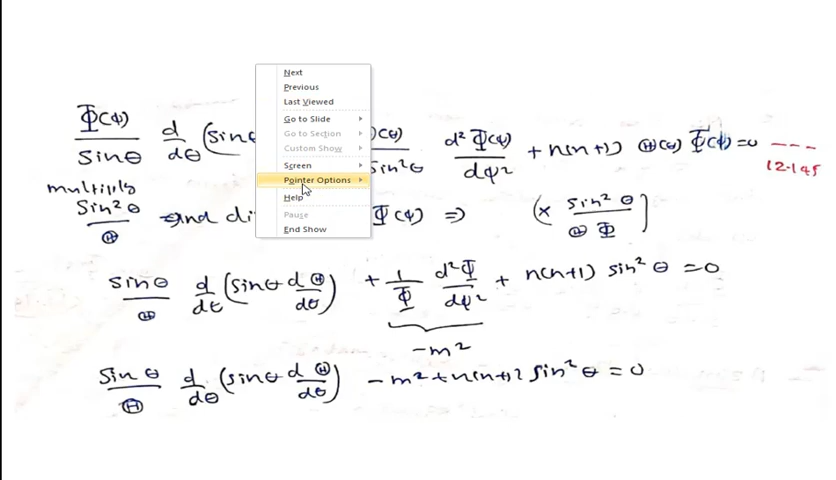 Next
Previous
Last Viewed
Go to Slide
Go to Section
Custom Show
Screen
Pointer Options
Help
Pause
End Show
Φ(φ)/sinθ d/dθ (sinθ (θ)/sin²θ d²Φ(φ)/dφ² + n(n+1) Θ(θ) Φ(φ) = 0 ---
12-145
multiply
Sin²θ/Θ and di Φ(φ) ⇒ (× sin²θ/ΘΦ)
sinθ/Θ d/dθ (sinθ dΘ/dθ) + 1/Φ d²Φ/dφ² + n(n+1) sin²θ = 0
-m²
Sinθ/Θ d/dθ (sinθ dΘ/dθ) - m² + n(n+1) sin²θ = 0